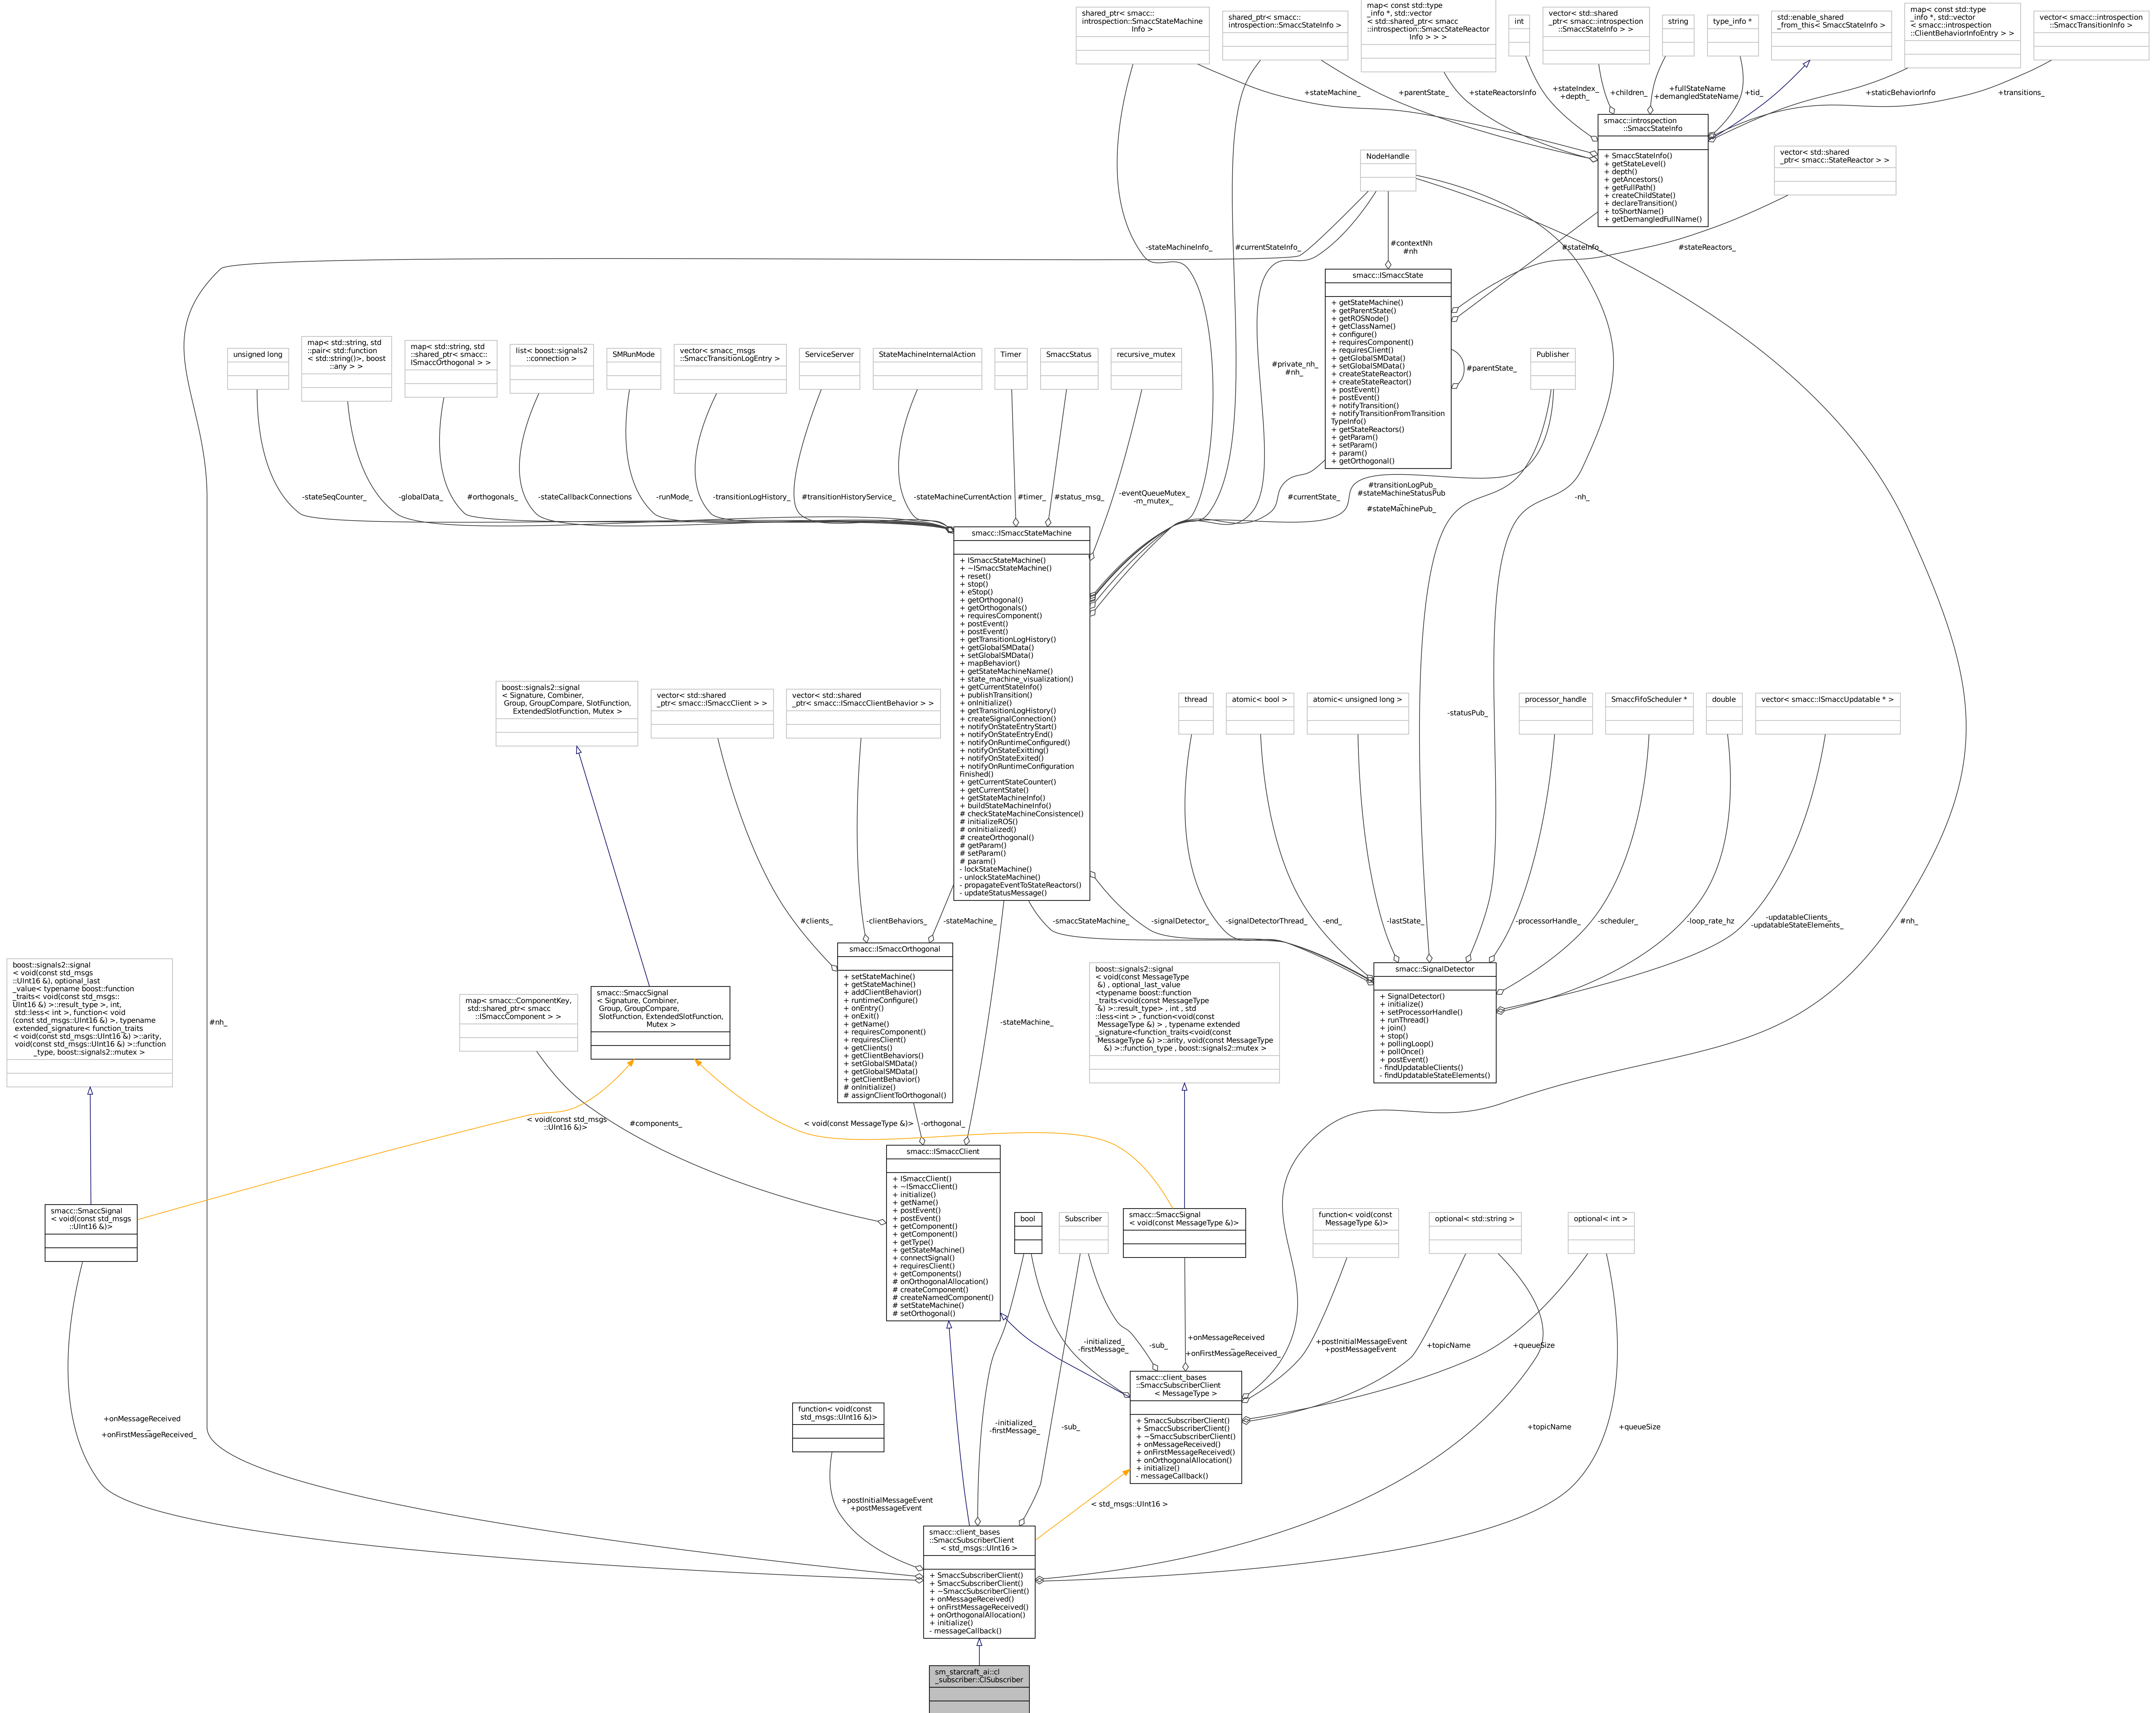 shared_ptr< smacc::
introspection::SmaccStateMachine
Info >
shared_ptr< smacc::
introspection::SmaccStateInfo >
map< const std::type
_info *, std::vector
< std::shared_ptr< smacc
::introspection::SmaccStateReactor
Info > > >
int
vector< std::shared
_ptr< smacc::introspection
::SmaccStateInfo > >
string
type_info *
std::enable_shared
_from_this< SmaccStateInfo >
map< const std::type
_info *, std::vector
< smacc::introspection
::ClientBehaviorInfoEntry > >
vector< smacc::introspection
::SmaccTransitionInfo >
+stateMachine_
+parentState_
+stateReactorsInfo
+stateIndex_
+depth_
+children_
+fullStateName
+demangledStateName
+tid_
+staticBehaviorInfo
+transitions_
smacc::introspection
::SmaccStateInfo
+ SmaccStateInfo()
+ getStateLevel()
+ depth()
+ getAncestors()
+ getFullPath()
+ createChildState()
+ declareTransition()
+ toShortName()
+ getDemangledFullName()
NodeHandle
vector< std::shared
_ptr< smacc::StateReactor > >
-stateMachineInfo_
#currentStateInfo_
#contextNh
#nh
#stateInfo_
#stateReactors_
smacc::ISmaccState
+ getStateMachine()
+ getParentState()
+ getROSNode()
+ getClassName()
+ configure()
+ requiresComponent()
+ requiresClient()
+ getGlobalSMData()
+ setGlobalSMData()
+ createStateReactor()
+ createStateReactor()
+ postEvent()
+ postEvent()
+ notifyTransition()
+ notifyTransitionFromTransition
TypeInfo()
+ getStateReactors()
+ getParam()
+ setParam()
+ param()
+ getOrthogonal()
#parentState_
#private_nh_
#nh_
Publisher
unsigned long
map< std::string, std
::pair< std::function
< std::string()>, boost
::any > >
map< std::string, std
::shared_ptr< smacc::
ISmaccOrthogonal > >
list< boost::signals2
::connection >
SMRunMode
vector< smacc_msgs
::SmaccTransitionLogEntry >
ServiceServer
StateMachineInternalAction
Timer
SmaccStatus
recursive_mutex
-stateSeqCounter_
-globalData_
#orthogonals_
-stateCallbackConnections
-runMode_
-transitionLogHistory_
#transitionHistoryService_
-stateMachineCurrentAction
#timer_
#status_msg_
-eventQueueMutex_
-m_mutex_
#currentState_
#transitionLogPub_
#stateMachineStatusPub
_
#stateMachinePub_
-nh_
smacc::ISmaccStateMachine
+ ISmaccStateMachine()
+ ~ISmaccStateMachine()
+ reset()
+ stop()
+ eStop()
+ getOrthogonal()
+ getOrthogonals()
+ requiresComponent()
+ postEvent()
+ postEvent()
+ getTransitionLogHistory()
+ getGlobalSMData()
+ setGlobalSMData()
+ mapBehavior()
+ getStateMachineName()
+ state_machine_visualization()
+ getCurrentStateInfo()
+ publishTransition()
+ onInitialize()
+ getTransitionLogHistory()
+ createSignalConnection()
+ notifyOnStateEntryStart()
+ notifyOnStateEntryEnd()
+ notifyOnRuntimeConfigured()
+ notifyOnStateExitting()
+ notifyOnStateExited()
+ notifyOnRuntimeConfiguration
Finished()
+ getCurrentStateCounter()
+ getCurrentState()
+ getStateMachineInfo()
+ buildStateMachineInfo()
# checkStateMachineConsistence()
# initializeROS()
# onInitialized()
# createOrthogonal()
# getParam()
# setParam()
# param()
- lockStateMachine()
- unlockStateMachine()
- propagateEventToStateReactors()
- updateStatusMessage()
boost::signals2::signal
< Signature, Combiner,
Group, GroupCompare, SlotFunction,
ExtendedSlotFunction, Mutex >
vector< std::shared
_ptr< smacc::ISmaccClient > >
vector< std::shared
_ptr< smacc::ISmaccClientBehavior > >
thread
atomic< bool >
atomic< unsigned long >
-statusPub_
processor_handle
SmaccFifoScheduler *
double
vector< smacc::ISmaccUpdatable * >
#clients_
-clientBehaviors_
-stateMachine_
-smaccStateMachine_
-signalDetector_
-signalDetectorThread_
-end_
-lastState_
-processorHandle_
-scheduler_
-loop_rate_hz
-updatableClients_
-updatableStateElements_
#nh_
smacc::ISmaccOrthogonal
+ setStateMachine()
+ getStateMachine()
+ addClientBehavior()
+ runtimeConfigure()
+ onEntry()
+ onExit()
+ getName()
+ requiresComponent()
+ requiresClient()
+ getClients()
+ getClientBehaviors()
+ setGlobalSMData()
+ getGlobalSMData()
+ getClientBehavior()
# onInitialize()
# assignClientToOrthogonal()
smacc::SignalDetector
+ SignalDetector()
+ initialize()
+ setProcessorHandle()
+ runThread()
+ join()
+ stop()
+ pollingLoop()
+ pollOnce()
+ postEvent()
- findUpdatableClients()
- findUpdatableStateElements()
boost::signals2::signal
< void(const std_msgs
::UInt16 &), optional_last
_value< typename boost::function
_traits< void(const std_msgs::
UInt16 &) >::result_type >, int,
std::less< int >, function< void
(const std_msgs::UInt16 &) >, typename
extended_signature< function_traits
< void(const std_msgs::UInt16 &) >::arity,
void(const std_msgs::UInt16 &) >::function
_type, boost::signals2::mutex >
map< smacc::ComponentKey,
std::shared_ptr< smacc
::ISmaccComponent > >
smacc::SmaccSignal
< Signature, Combiner,
Group, GroupCompare,
SlotFunction, ExtendedSlotFunction,
Mutex >
boost::signals2::signal
< void(const MessageType
&) , optional_last_value
<typename boost::function
_traits<void(const MessageType
&) >::result_type> , int , std
::less<int > , function<void(const
MessageType &) > , typename extended
_signature<function_traits<void(const
MessageType &) >::arity, void(const MessageType
&) >::function_type , boost::signals2::mutex >
#nh_
-stateMachine_
< void(const std_msgs
::UInt16 &)>
#components_
< void(const MessageType &)>
-orthogonal_
smacc::ISmaccClient
+ ISmaccClient()
+ ~ISmaccClient()
+ initialize()
+ getName()
+ postEvent()
+ postEvent()
+ getComponent()
+ getComponent()
+ getType()
+ getStateMachine()
+ connectSignal()
+ requiresClient()
+ getComponents()
# onOrthogonalAllocation()
# createComponent()
# createNamedComponent()
# setStateMachine()
# setOrthogonal()
smacc::SmaccSignal
< void(const std_msgs
::UInt16 &)>
bool
Subscriber
smacc::SmaccSignal
< void(const MessageType &)>
function< void(const
MessageType &)>
optional< std::string >
optional< int >
-initialized_
-firstMessage_
-sub_
+onMessageReceived
_
+onFirstMessageReceived_
+postInitialMessageEvent
+postMessageEvent
+topicName
+queueSize
smacc::client_bases
::SmaccSubscriberClient
< MessageType >
+ SmaccSubscriberClient()
+ SmaccSubscriberClient()
+ ~SmaccSubscriberClient()
+ onMessageReceived()
+ onFirstMessageReceived()
+ onOrthogonalAllocation()
+ initialize()
- messageCallback()
function< void(const
std_msgs::UInt16 &)>
+onMessageReceived
_
+onFirstMessageReceived_
-initialized_
-firstMessage_
-sub_
+topicName
+queueSize
+postInitialMessageEvent
+postMessageEvent
< std_msgs::UInt16 >
smacc::client_bases
::SmaccSubscriberClient
< std_msgs::UInt16 >
+ SmaccSubscriberClient()
+ SmaccSubscriberClient()
+ ~SmaccSubscriberClient()
+ onMessageReceived()
+ onFirstMessageReceived()
+ onOrthogonalAllocation()
+ initialize()
- messageCallback()
sm_starcraft_ai::cl
_subscriber::ClSubscriber